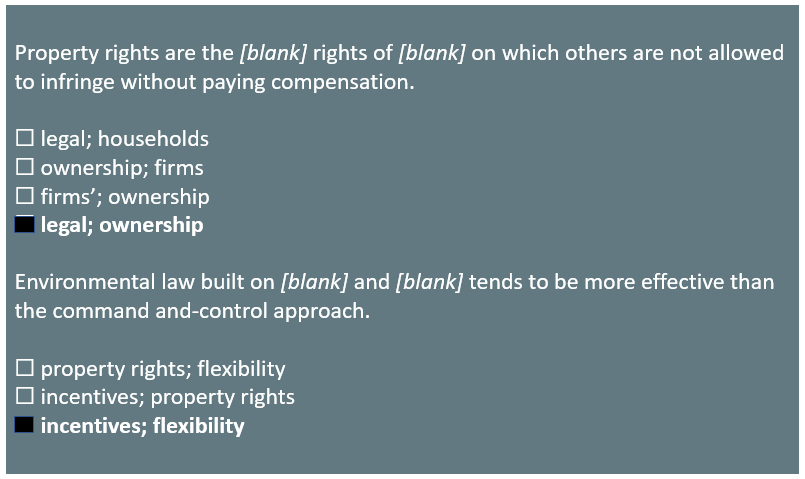 Property rights are the [blank] rights of [blank] on which others are not allowed
to infringe without paying compensation.
☐ legal; households
☐ ownership; firms
☐ firms’; ownership
■ legal; ownership
Environmental law built on [blank] and [blank] tends to be more effective than
the command and-control approach.
☐ property rights; flexibility
☐ incentives; property rights
■ incentives; flexibility